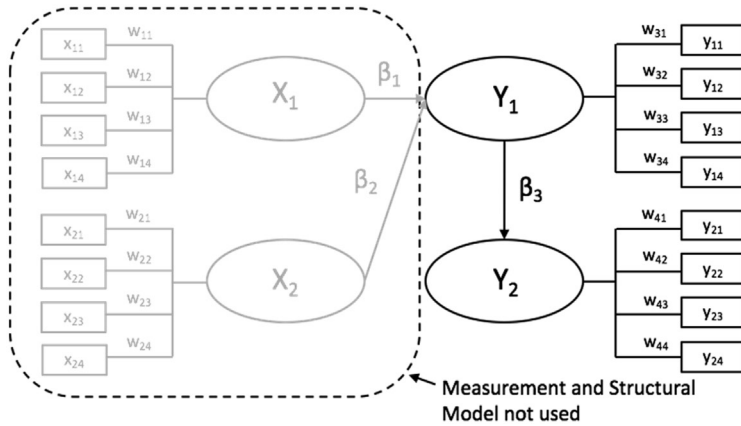 x11 w11
x12 w12
x13 w13
x14 w14
X1
β1
β2
x21 w21
x22 w22
x23 w23
x24 w24
X2
Y1
β3
Y2
w31 y11
w32 y12
w33 y13
w34 y14
w41 y21
w42 y22
w43 y23
w44 y24
Measurement and Structural
Model not used